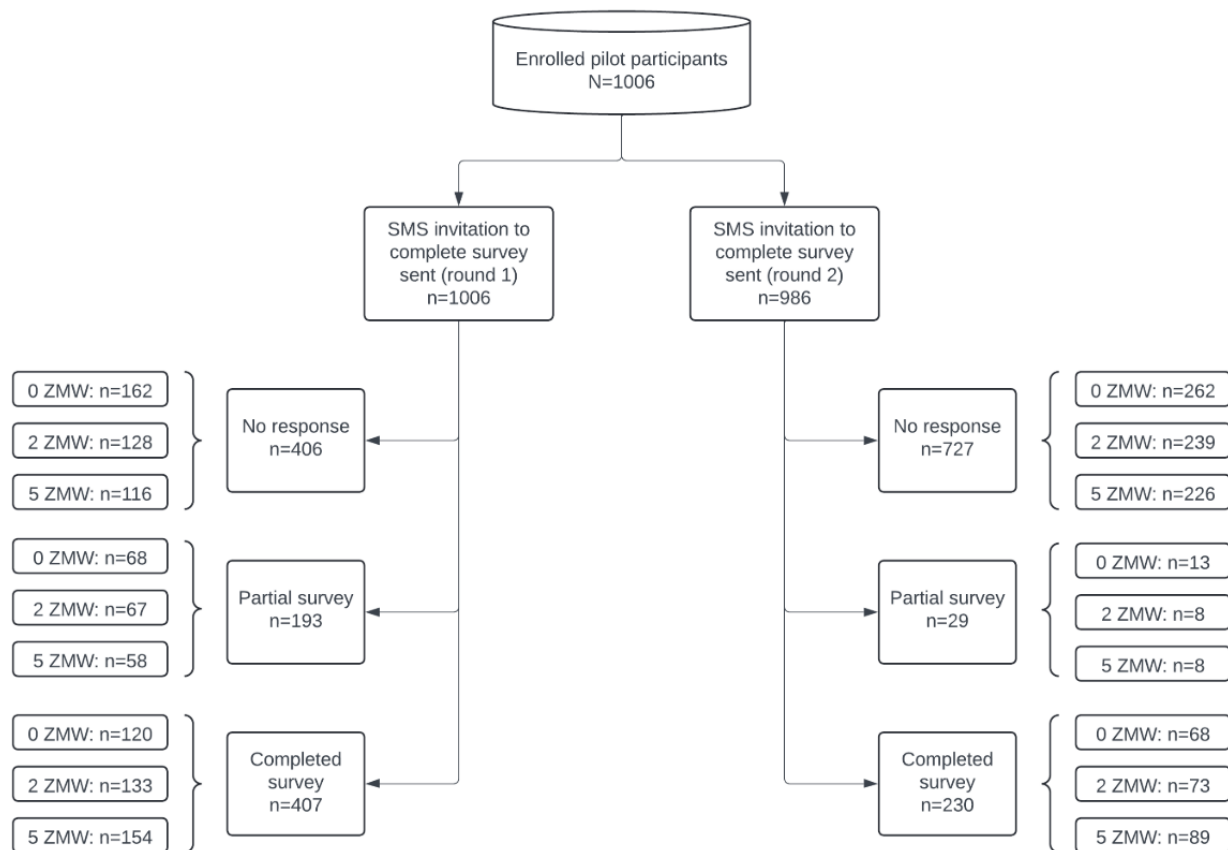 Enrolled pilot participants
N=1006
SMS invitation to
complete survey
sent (round 1)
n=1006
SMS invitation to
complete survey
sent (round 2)
n=986
0 ZMW: n=162
2 ZMW: n=128
5 ZMW: n=116
No response
n=406
No response
n=727
0 ZMW: n=262
2 ZMW: n=239
5 ZMW: n=226
0 ZMW: n=68
2 ZMW: n=67
5 ZMW: n=58
Partial survey
n=193
Partial survey
n=29
0 ZMW: n=13
2 ZMW: n=8
5 ZMW: n=8
0 ZMW: n=120
2 ZMW: n=133
5 ZMW: n=154
Completed
survey
n=407
Completed
survey
n=230
0 ZMW: n=68
2 ZMW: n=73
5 ZMW: n=89